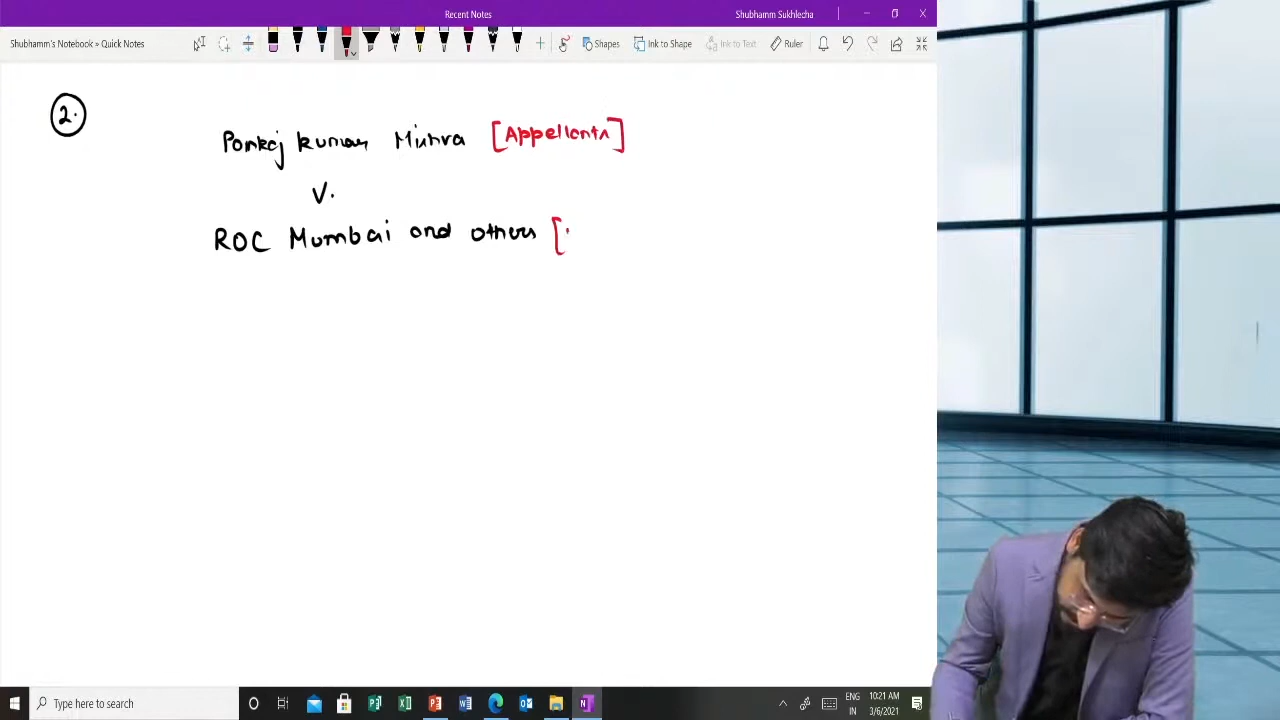 Recent Notes
Shubhamm Sukhlecha
Shubhamm's Notebook » Quick Notes
Shapes
Ink to Shape
Ink to Text
Ruler
2.
Pankaj kumar Mishra [Appellants]
V.
ROC Mumbai and others [
Type here to search
ENG
IN
10:21 AM
3/6/2021